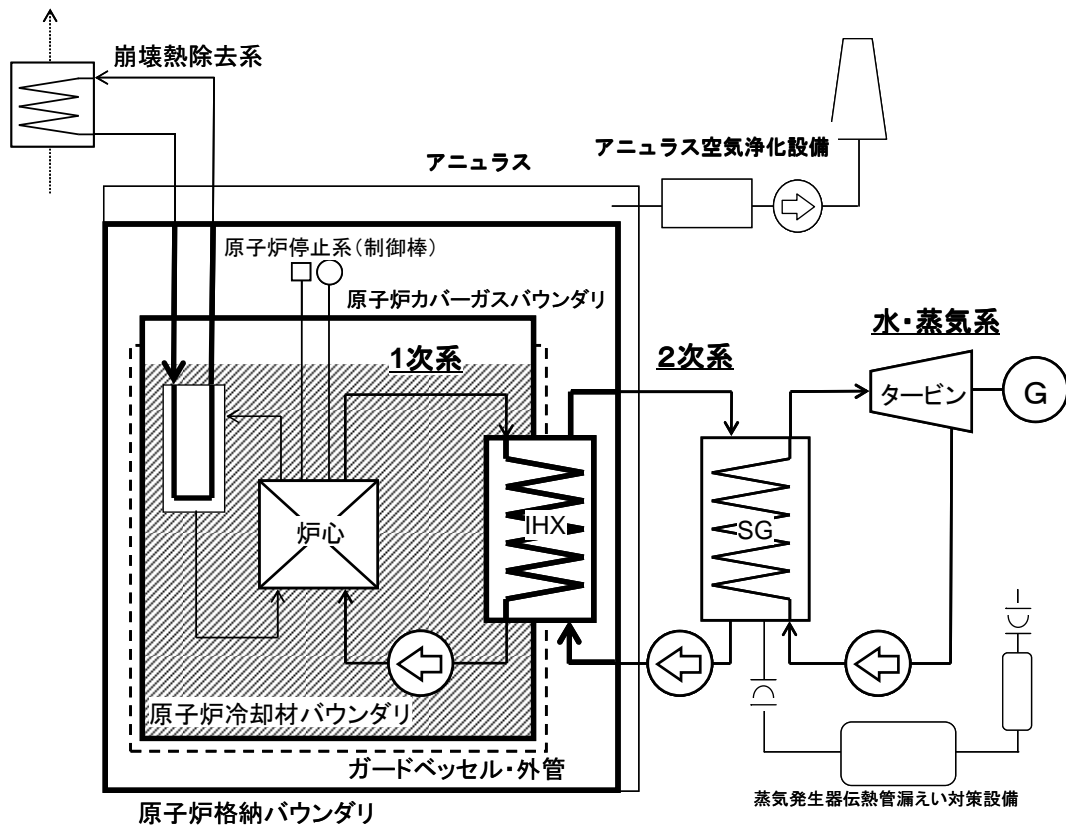 崩壊熱除去系
アニュラス空気浄化設備
アニュラス
原子炉停止系(制御棒)
原子炉カバーガスバウンダリ
水・蒸気系
1次系
2次系
タービン
G
炉心
IHX
SG
原子炉冷却材バウンダリ
ガードベッセル・外管
蒸気発生器伝熱管漏えい対策設備
原子炉格納バウンダリ